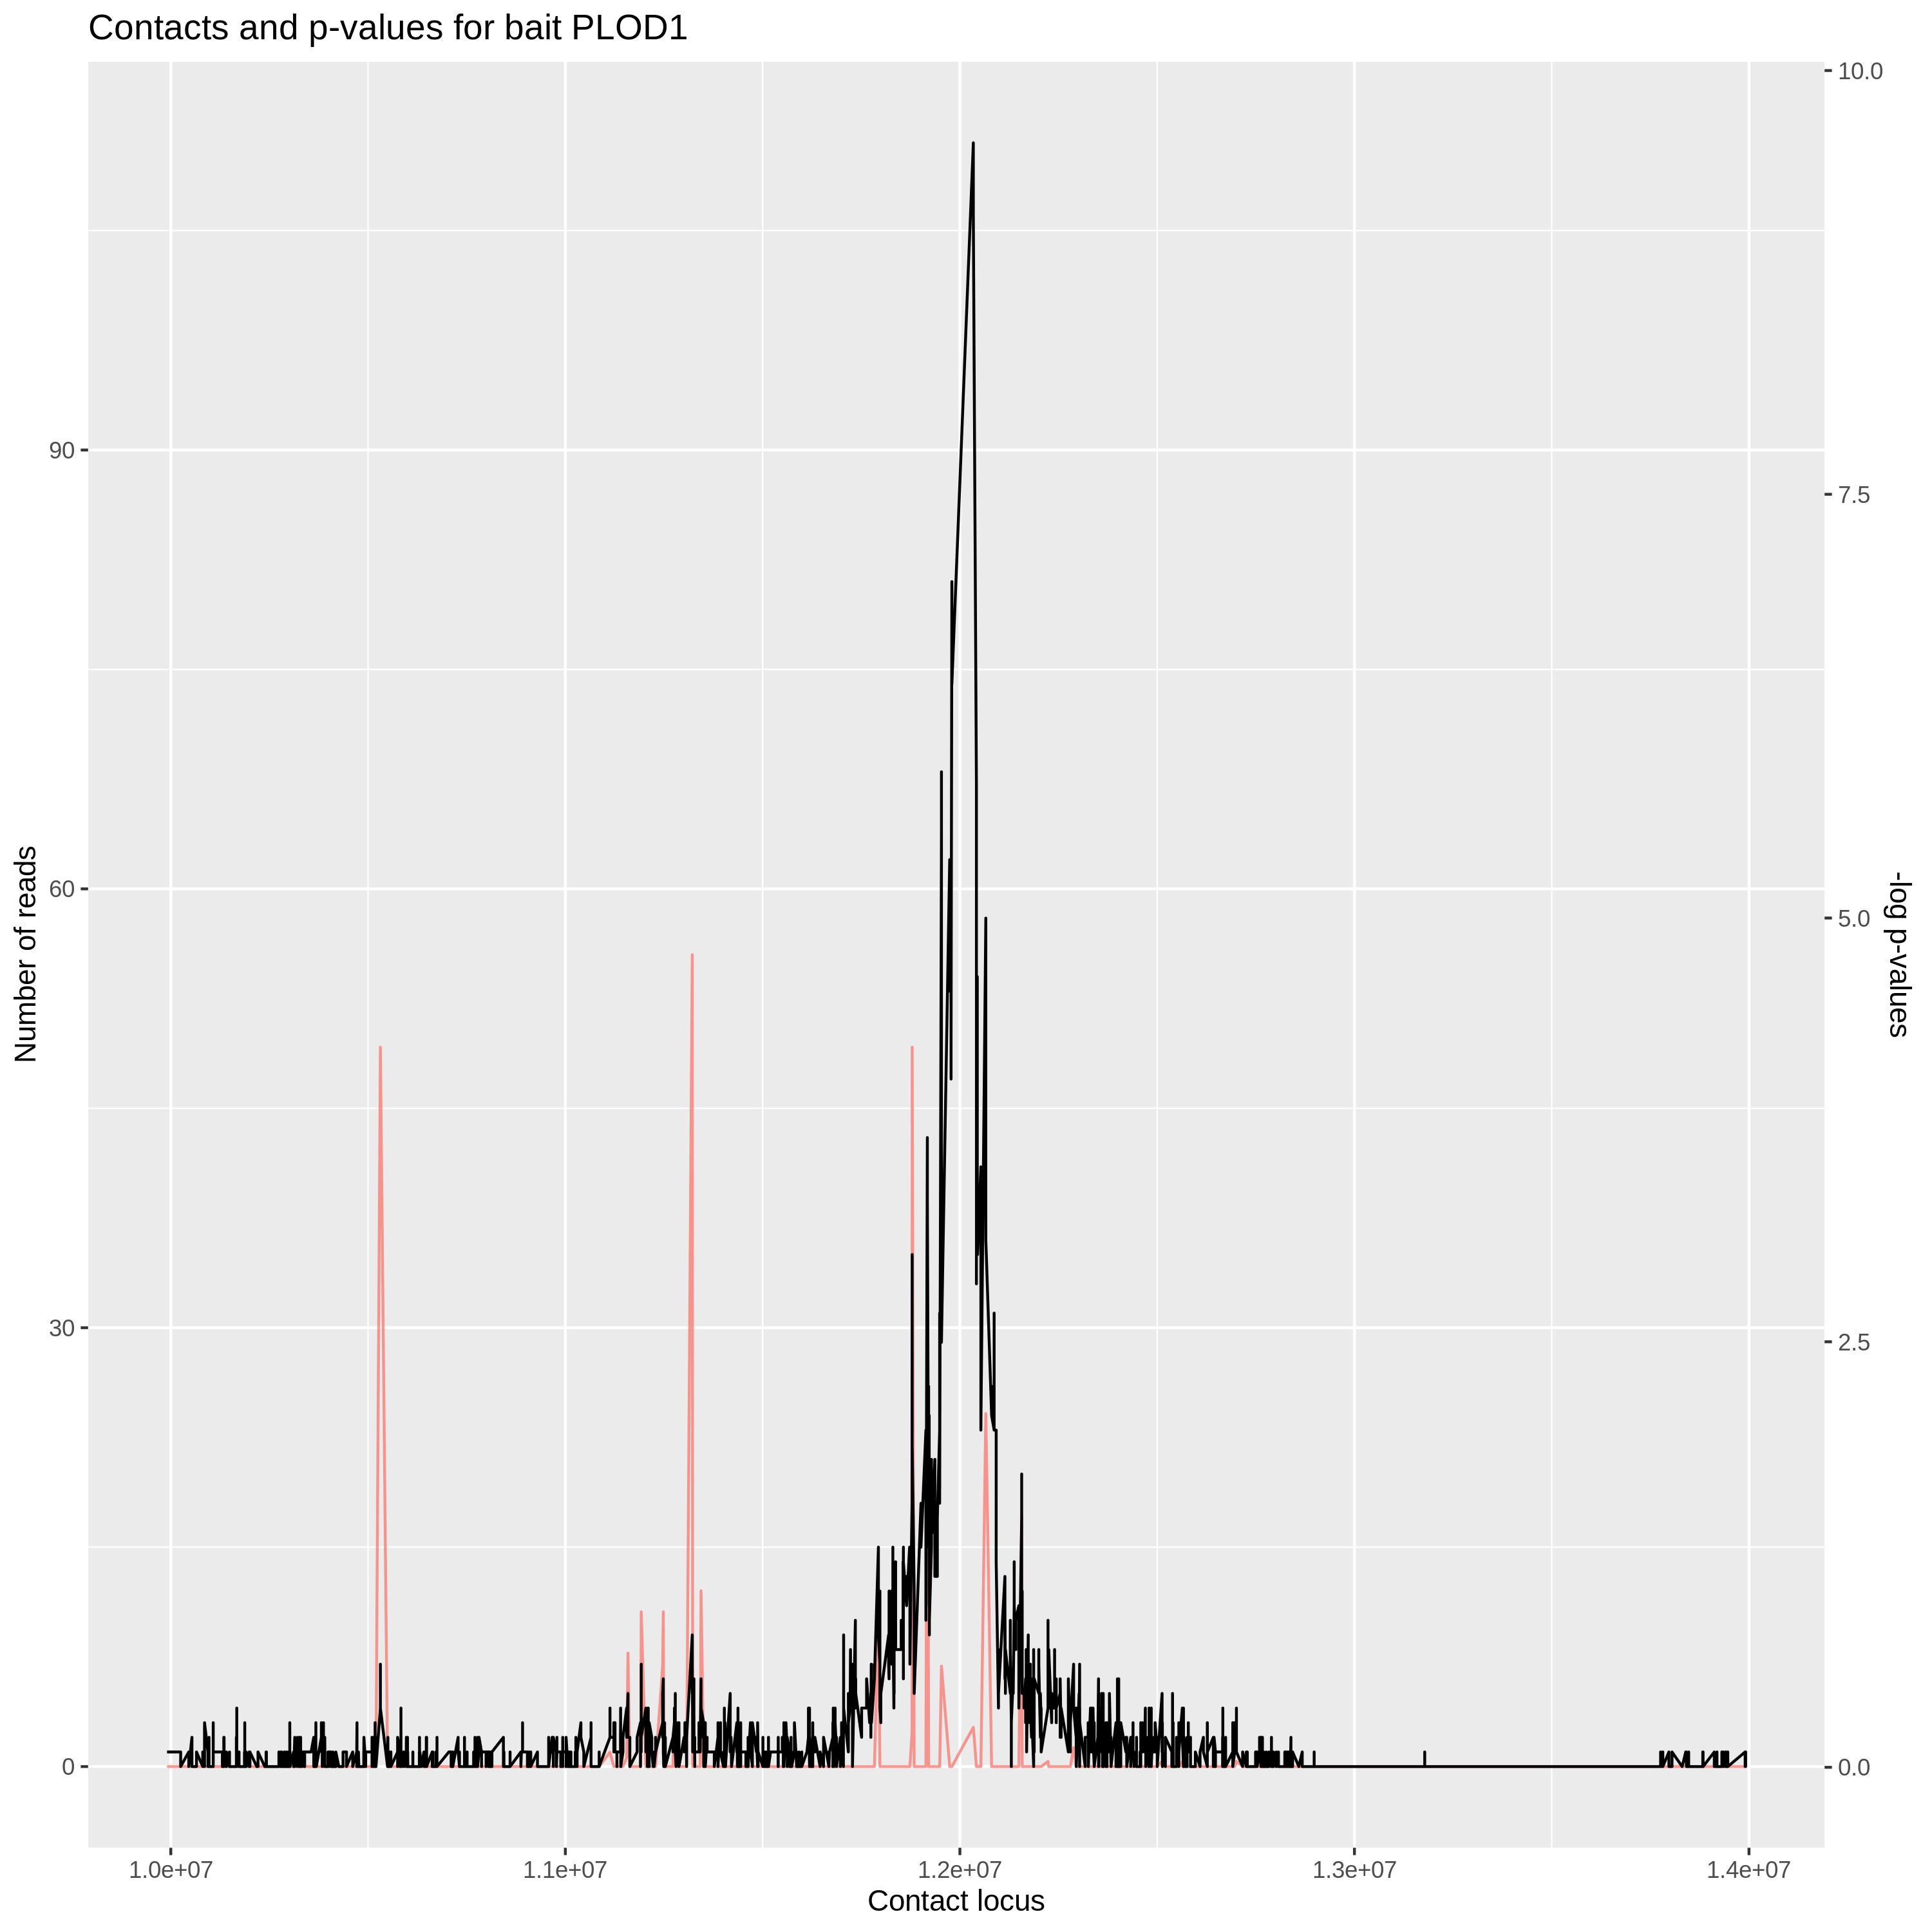 Contacts and p-values for bait PLOD1
10.0
90
7.5
60
5.0
Number of reads
-log p-values
30
2.5
0
0.0
1.0e+07
1.1e+07
1.2e+07
1.3e+07
1.4e+07
Contact locus